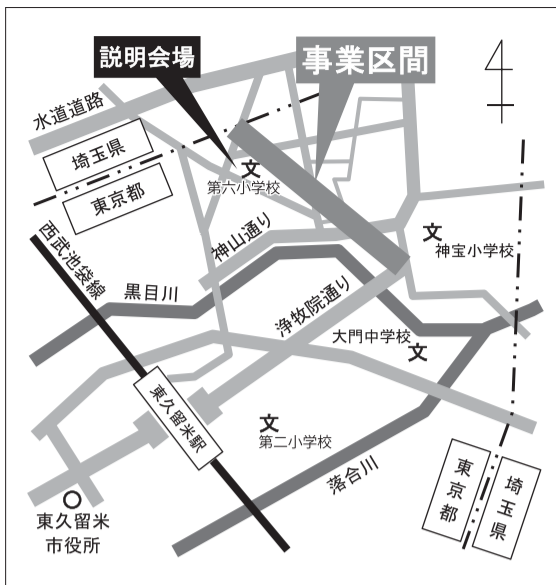 説明会場
事業区間
水道道路
埼玉県
東京都
文
第六小学校
神山通り
文
神宝小学校
西武池袋線
黒目川
浄牧院通り
大門中学校
文
東久留米駅
文
第二小学校
落合川
東京都
埼玉県
東久留米
市役所